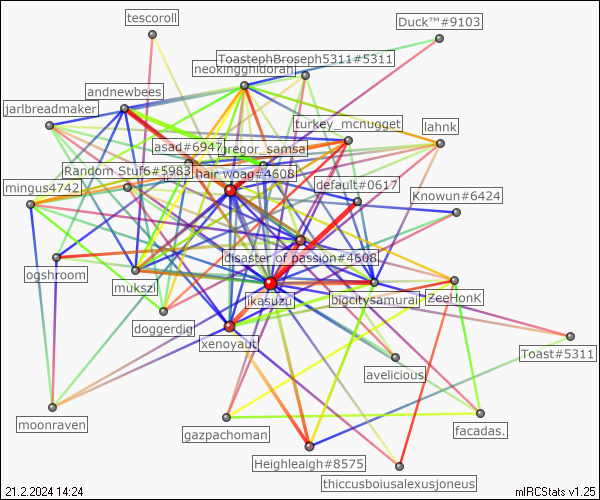 tescoroll
Duck™#9103
ToastephBroseph5311#5311
neokingghidorah
andnewbees
jarlbreadmaker
turkey_mcnugget
lahnk
asad#6947
gregor_samsa
Random Stuf6#5983
hair woag#4608
mingus4742
default#0617
Knowun#6424
disaster of passion#4608
ogshroom
mukszi
ikasuzu
bigcitysamurai
ZeeHonK
doggerdig
xenoyaut
Toast#5311
avelicious
moonraven
gazpachoman
facadas.
Heighleaigh#8575
thiccusboiusalexusjoneus
21.2.2024 14:24
mIRCStats v1.25